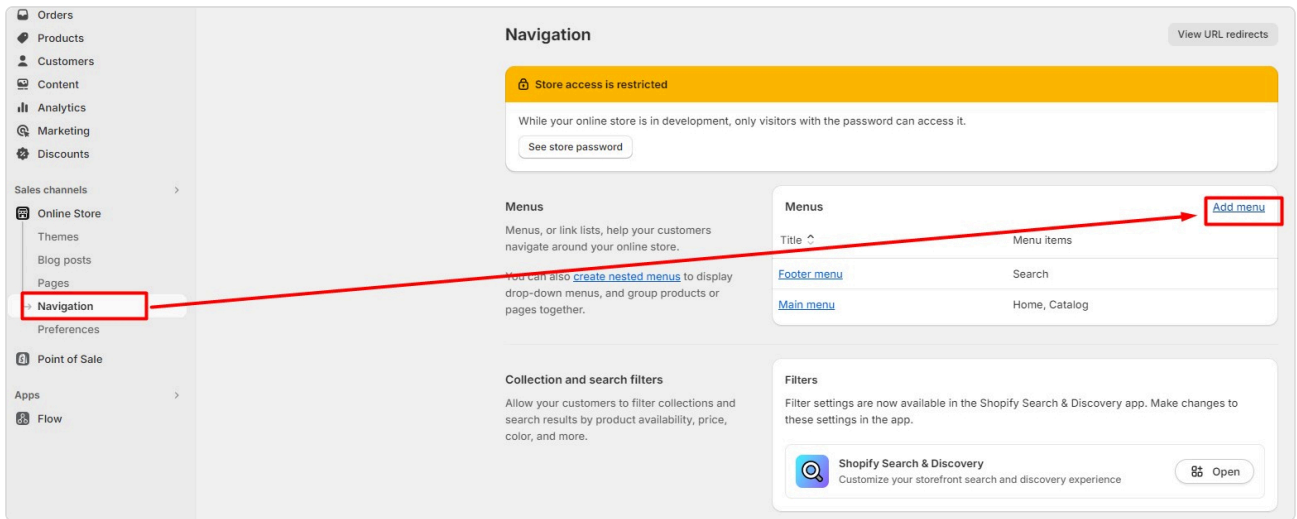 Orders
Products
Customers
Content
Analytics
Marketing
Discounts
Sales channels
Online Store
Themes
Blog posts
Pages
Navigation
Preferences
Point of Sale
Apps
Flow
Navigation
View URL redirects
Store access is restricted
While your online store is in development, only visitors with the password can access it.
See store password
Menus
Menus, or link lists, help your customers
navigate around your online store.
You can also create nested menus to display
drop-down menus, and group products or
pages together.
Menus
Add menu
Title
Menu items
Footer menu
Search
Main menu
Home, Catalog
Collection and search filters
Allow your customers to filter collections and
search results by product availability, price,
color, and more.
Filters
Filter settings are now available in the Shopify Search & Discovery app. Make changes to
these settings in the app.
Shopify Search & Discovery
Customize your storefront search and discovery experience
Open